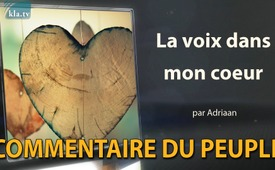 kla.tv
La voix dans
mon coeur
par Adriaan
COMMENTAIRE DU PEUPLE